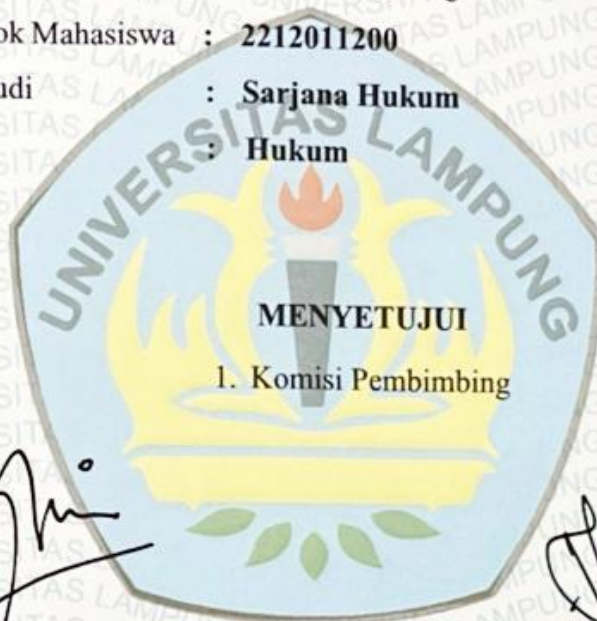 ok Mahasiswa : 2212011200
udi : Sarjana Hukum
: Hukum
UNIVERSITAS LAMPUNG
MENYETUJUI
1. Komisi Pembimbing